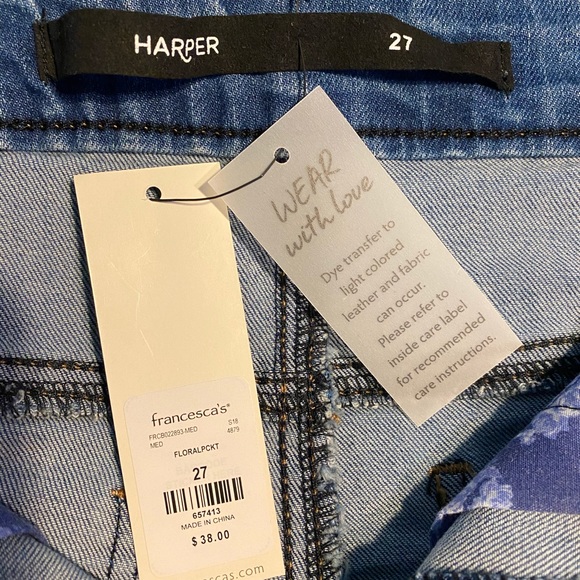 HARPER 27
WEAR
with love
Dye transfer to
light colored
leather and fabric
can occur.
Please refer to
inside care label
for recommended
care instructions.
francesca's®
FRCB022893-MED S18
MED 4879
FLORALPCKT
27
657413
MADE IN CHINA
$ 38.00
cas.com